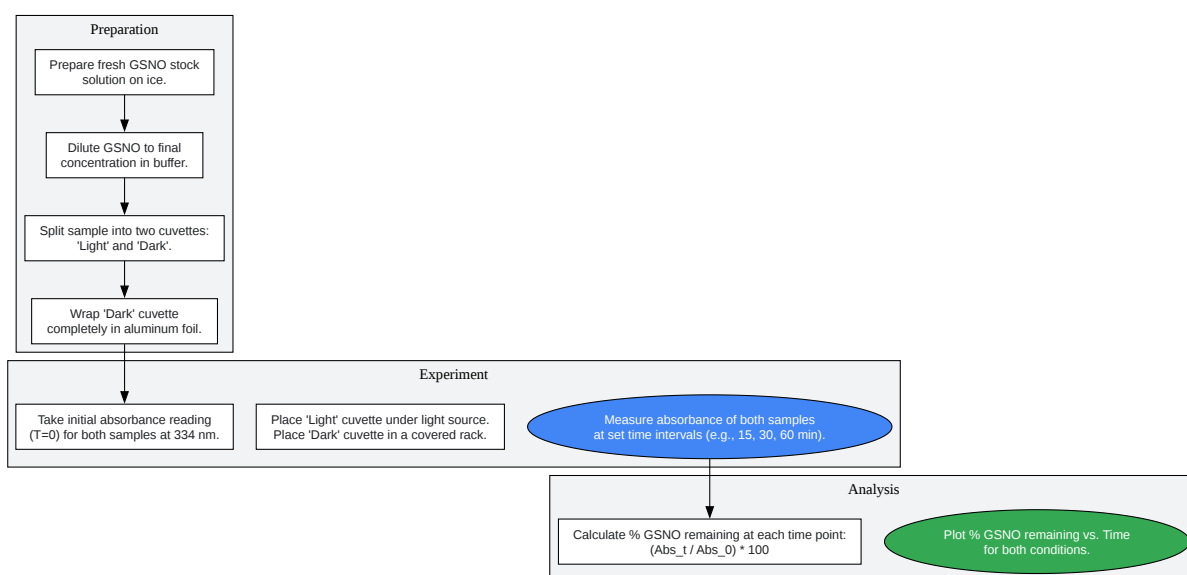 Preparation
Prepare fresh GSNO stock
solution on ice.
Dilute GSNO to final
concentration in buffer.
Split sample into two cuvettes:
'Light' and 'Dark'.
Wrap 'Dark' cuvette
completely in aluminum foil.
Experiment
Take initial absorbance reading
(T=0) for both samples at 334 nm.
Place 'Light' cuvette under light source.
Place 'Dark' cuvette in a covered rack.
Measure absorbance of both samples
at set time intervals (e.g., 15, 30, 60 min).
Analysis
Calculate % GSNO remaining at each time point:
(Abs_t / Abs_0) * 100
Plot % GSNO remaining vs. Time
for both conditions.